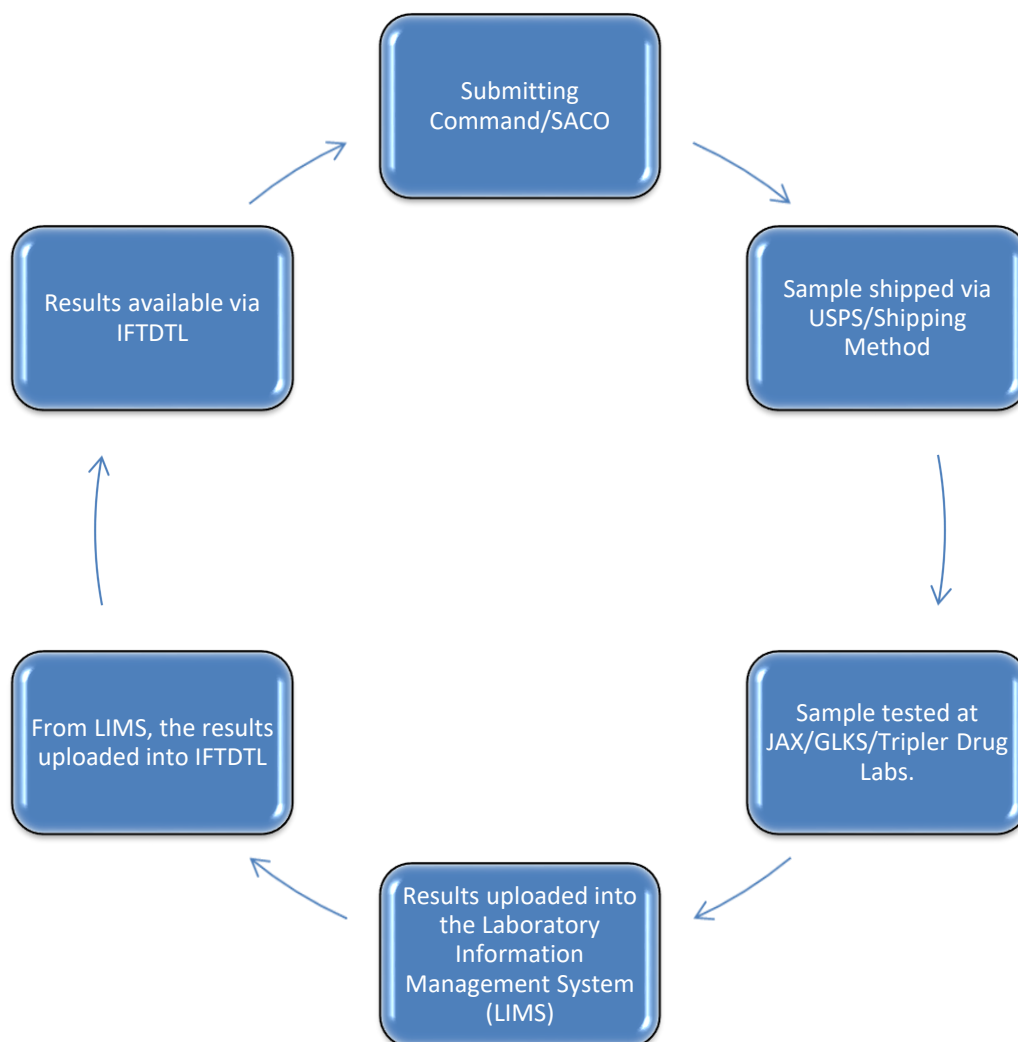 Submitting
Command/SACO
Sample shipped via
USPS/Shipping
Method
Sample tested at
JAX/GLKS/Tripler Drug
Labs.
Results uploaded into
the Laboratory
Information
Management System
(LIMS)
From LIMS, the results
uploaded into IFTDTL
Results available via
IFTDTL